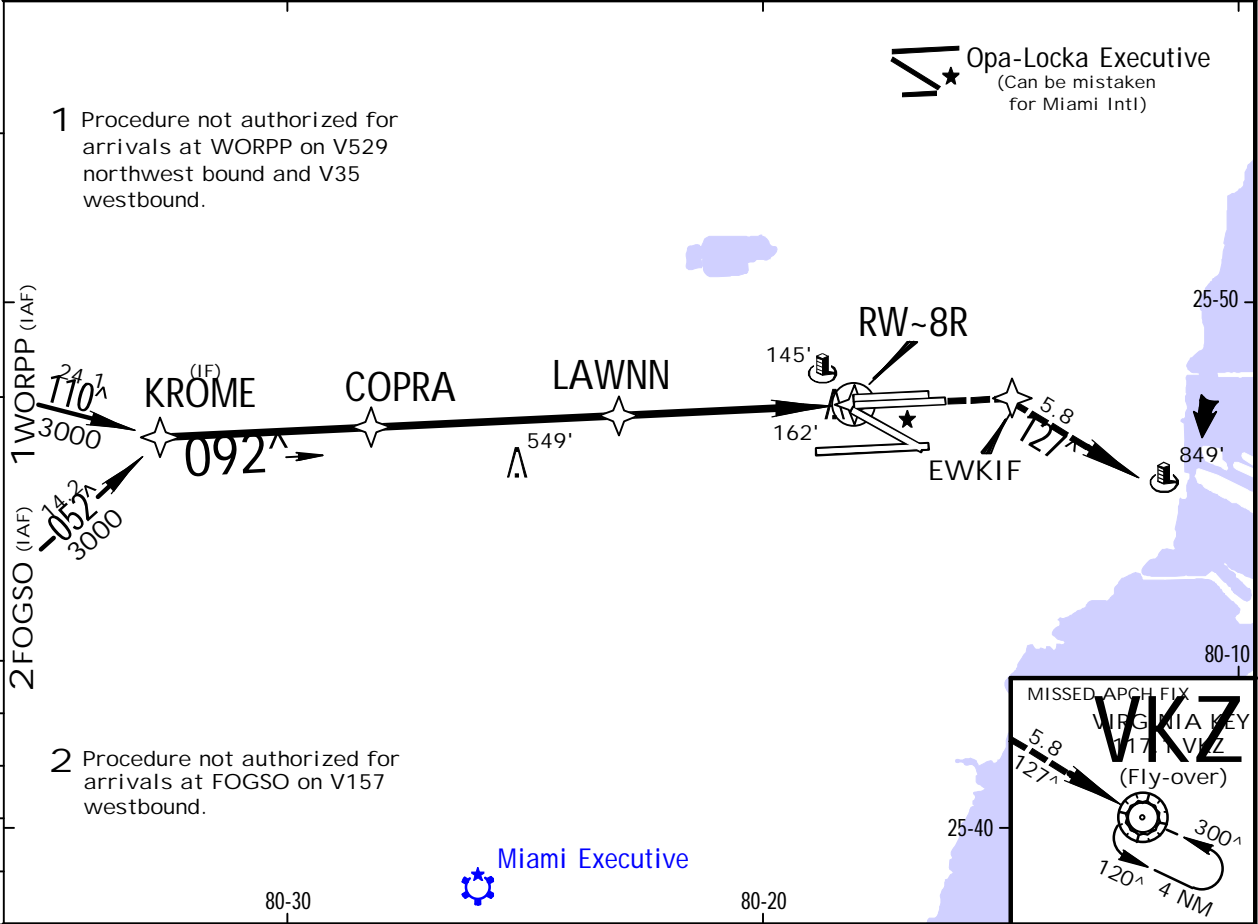 Opa-Locka Executive
(Can be mistaken
for Miami Intl)
1 Procedure not authorized for
arrivals at WORPP on V529
northwest bound and V35
westbound.
25-50
RW~8R
145'
162'
1 WORPP (IAF)
24.1
110^
3000
(IF)
KROME
COPRA
LAWNN
092^
549'
EWKIF
5.8
127^
849'
2 FOGSO (IAF)
14.2
052^
3000
80-10
MISSED APCH FIX
VKZ
VIRGINIA KEY
117.1 VKZ
(Fly-over)
5.8
127^
300^
120^
4 NM
2 Procedure not authorized for
arrivals at FOGSO on V157
westbound.
25-40
Miami Executive
80-30
80-20